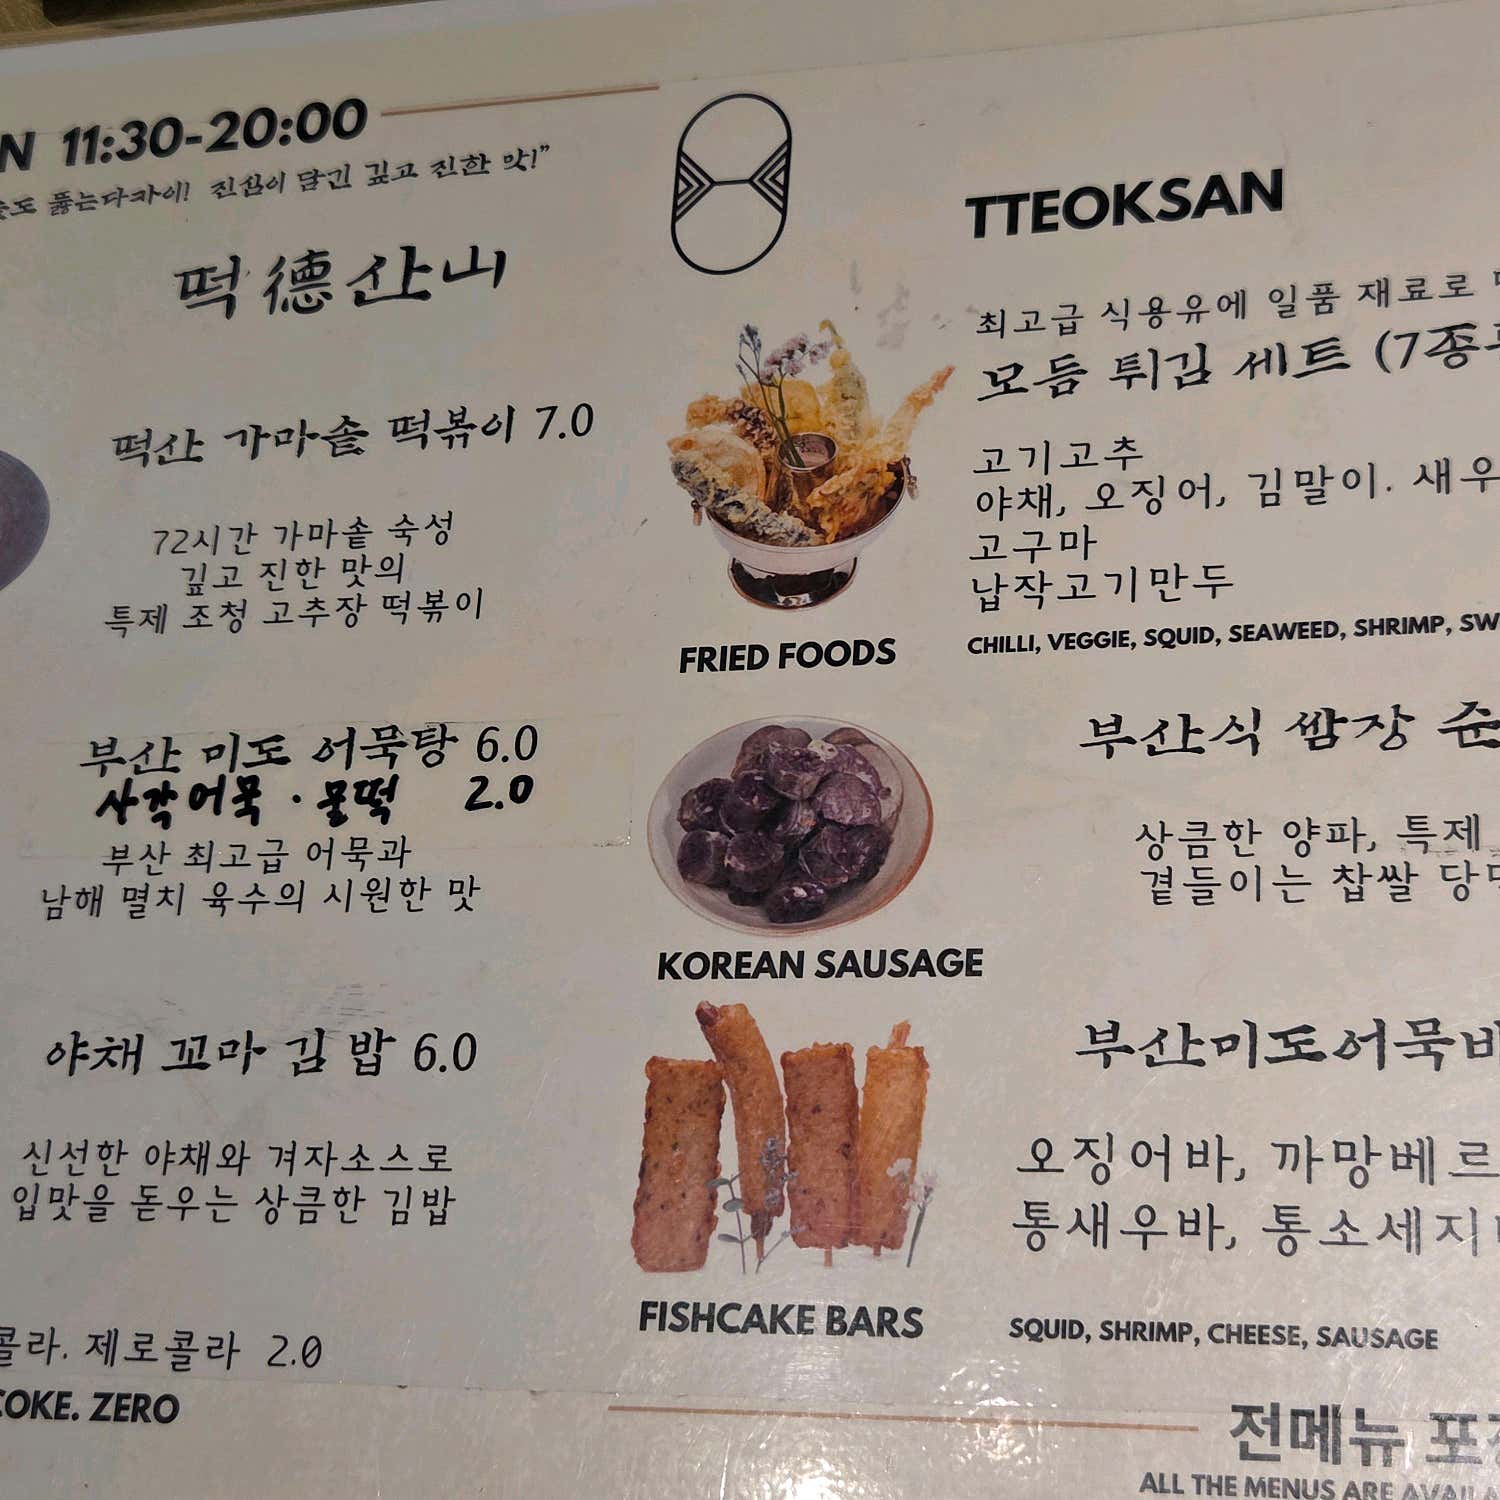 N 11:30-20:00
뚫는다카이! 진심이 담긴 깊고 진한 맛!”
떡德산山
떡산 가마솥 떡볶이 7.0
72시간 가마솥 숙성
깊고 진한 맛의
특제 조청 고추장 떡볶이
부산 미도 어묵탕 6.0
사각어묵 · 물떡 2.0
부산 최고급 어묵과
남해 멸치 육수의 시원한 맛
야채 꼬마 김밥 6.0
신선한 야채와 겨자소스로
입맛을 돋우는 상큼한 김밥
콜라. 제로콜라 2.0
COKE. ZERO
FRIED FOODS
KOREAN SAUSAGE
FISHCAKE BARS
TTEOKSAN
최고급 식용유에 일품 재료로
모듬 튀김 세트 (7종
고기고추
야채, 오징어, 김말이. 새우
고구마
납작고기만두
CHILLI, VEGGIE, SQUID, SEAWEED, SHRIMP, SW
부산식 쌈장 순
상큼한 양파, 특제
곁들이는 찹쌀 당
부산미도어묵바
오징어바, 까망베르
통새우바, 통소세지
SQUID, SHRIMP, CHEESE, SAUSAGE
전메뉴 포장
ALL THE MENUS ARE AVAILA